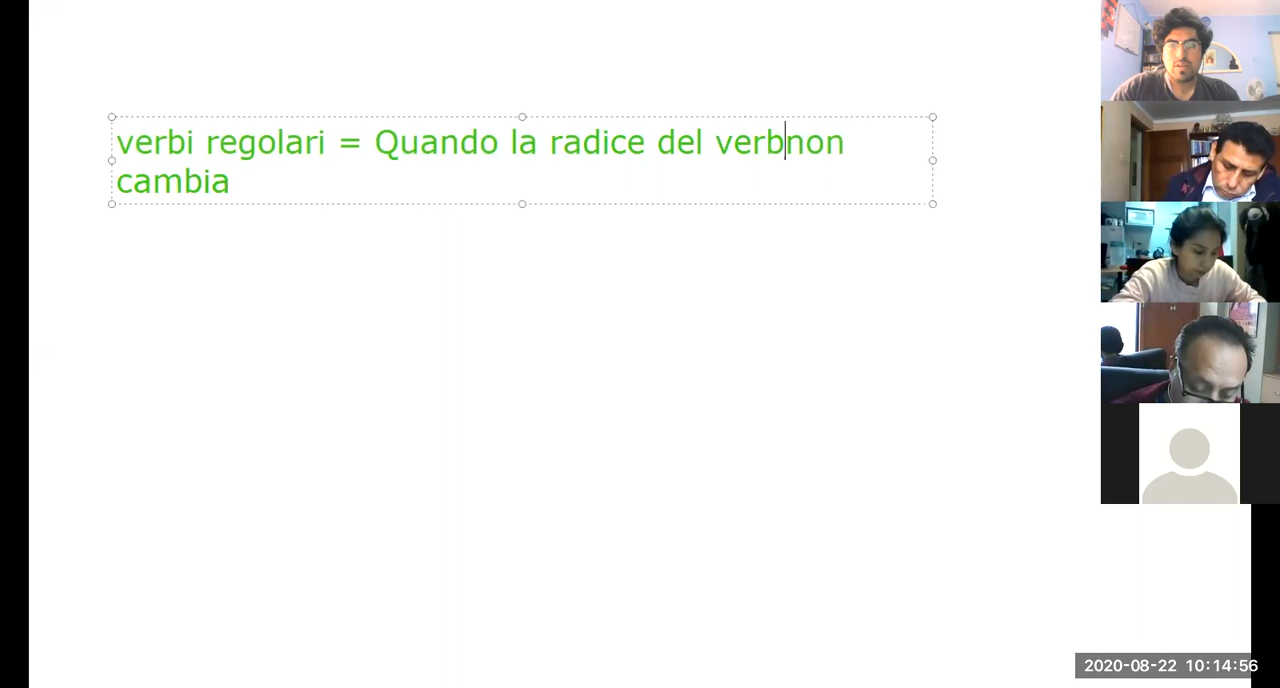 verbi regolari = Quando la radice del verbnon
cambia
2020-08-22 10:14:56